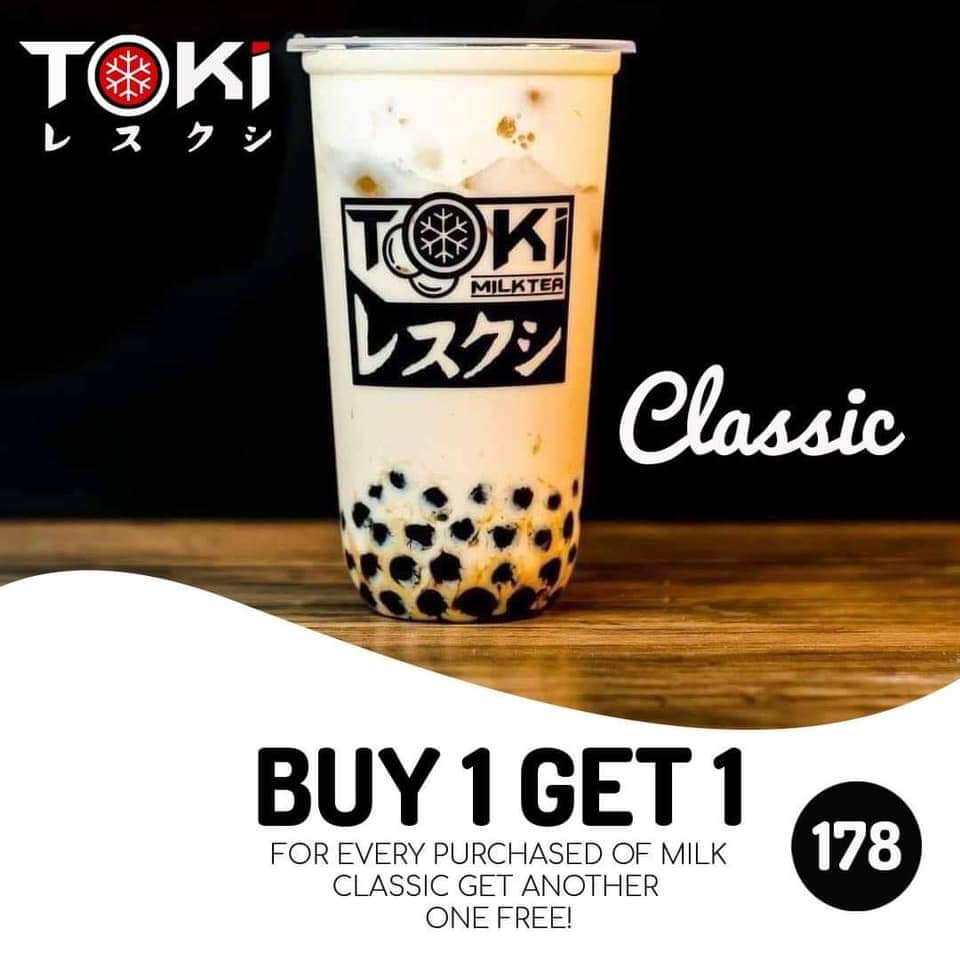 TOKi
レスクシ
TOKi
MILKTEA
レスクシ
Classic
BUY 1 GET 1
FOR EVERY PURCHASED OF MILK
CLASSIC GET ANOTHER
ONE FREE!
178